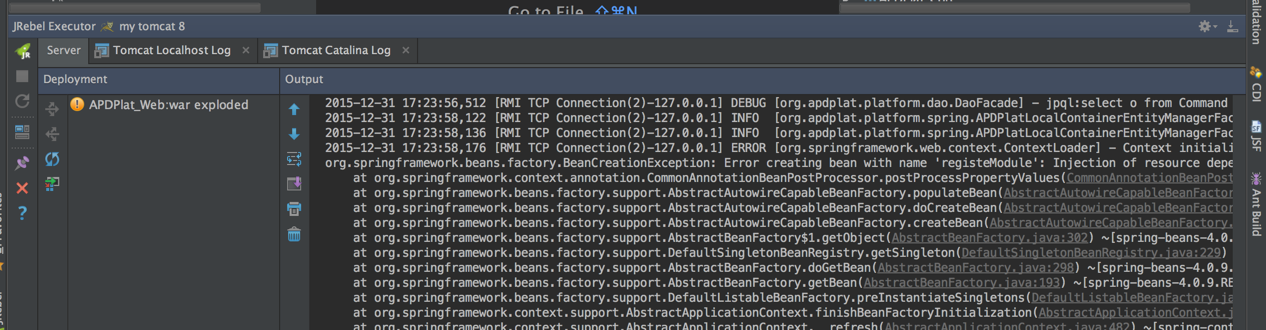 Go to File ⇧⌘N
JRebel Executor my tomcat 8
Server Tomcat Localhost Log × Tomcat Catalina Log ×
Deployment Output
APDPlat_Web:war exploded
2015-12-31 17:23:56,512 [RMI TCP Connection(2)-127.0.0.1] DEBUG [org.apdplat.platform.dao.DaoFacade] - jpql:select o from Command
2015-12-31 17:23:58,122 [RMI TCP Connection(2)-127.0.0.1] INFO [org.apdplat.platform.spring.APDPlatLocalContainerEntityManagerFac
2015-12-31 17:23:58,136 [RMI TCP Connection(2)-127.0.0.1] INFO [org.apdplat.platform.spring.APDPlatLocalContainerEntityManagerFac
2015-12-31 17:23:58,176 [RMI TCP Connection(2)-127.0.0.1] ERROR [org.springframework.web.context.ContextLoader] - Context initiali
org.springframework.beans.factory.BeanCreationException: Error creating bean with name 'registeModule': Injection of resource depe
at org.springframework.context.annotation.CommonAnnotationBeanPostProcessor.postProcessPropertyValues(CommonAnnotationBeanPost
at org.springframework.beans.factory.support.AbstractAutowireCapableBeanFactory.populateBean(AbstractAutowireCapableBeanFactor
at org.springframework.beans.factory.support.AbstractAutowireCapableBeanFactory.doCreateBean(AbstractAutowireCapableBeanFactor
at org.springframework.beans.factory.support.AbstractAutowireCapableBeanFactory.createBean(AbstractAutowireCapableBeanFactory.
at org.springframework.beans.factory.support.AbstractBeanFactory$1.getObject(AbstractBeanFactory.java:302) ~[spring-beans-4.0.
at org.springframework.beans.factory.support.DefaultSingletonBeanRegistry.getSingleton(DefaultSingletonBeanRegistry.java:229)
at org.springframework.beans.factory.support.AbstractBeanFactory.doGetBean(AbstractBeanFactory.java:298) ~[spring-beans-4.0.9.
at org.springframework.beans.factory.support.AbstractBeanFactory.getBean(AbstractBeanFactory.java:193) ~[spring-beans-4.0.9.RE
at org.springframework.beans.factory.support.DefaultListableBeanFactory.preInstantiateSingletons(DefaultListableBeanFactory.ja
at org.springframework.context.support.AbstractApplicationContext.finishBeanFactoryInitialization(AbstractApplicationContext.j
at org.springframework.context.support.AbstractApplicationContext.__refresh(AbstractApplicationContext.java:482) ~[spring-cont
CDI
JSF
Ant Build